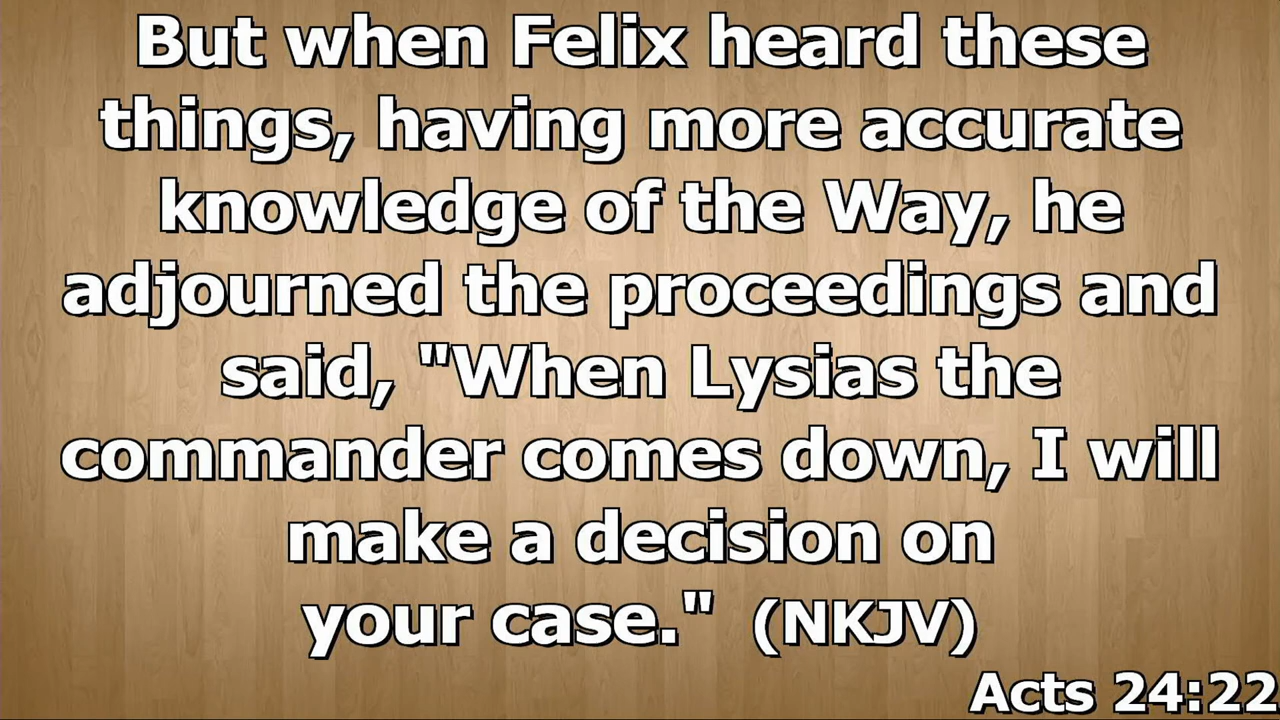 But when Felix heard these
things, having more accurate
knowledge of the Way, he
adjourned the proceedings and
said, "When Lysias the
commander comes down, I will
make a decision on
your case." (NKJV)
Acts 24:22